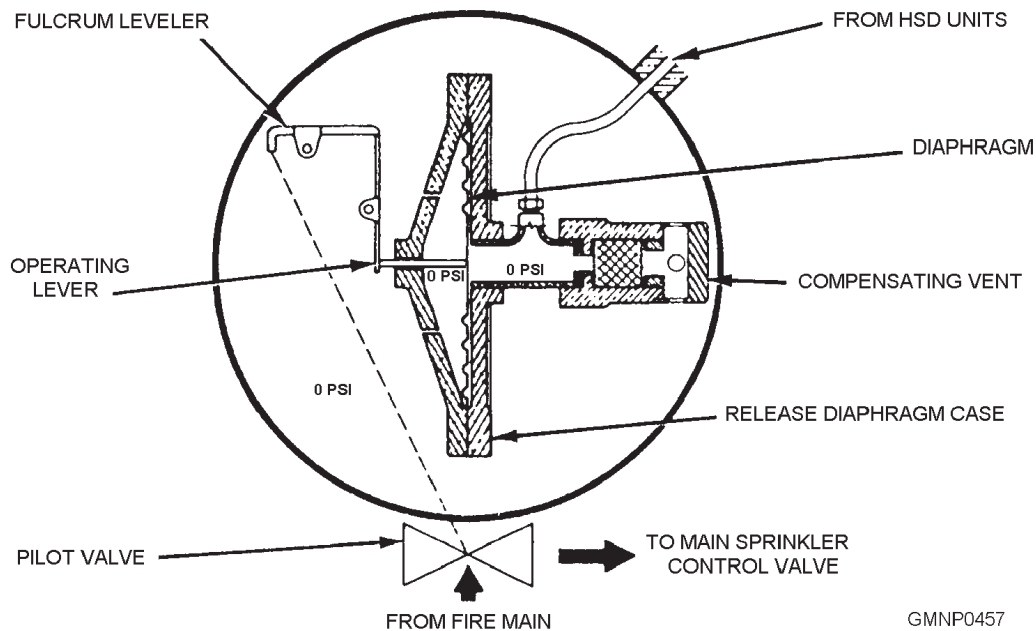 FULCRUM LEVELER
FROM HSD UNITS
DIAPHRAGM
OPERATING
LEVER
0 PSI
0 PSI
COMPENSATING VENT
0 PSI
RELEASE DIAPHRAGM CASE
PILOT VALVE
TO MAIN SPRINKLER
CONTROL VALVE
FROM FIRE MAIN
GMNP0457